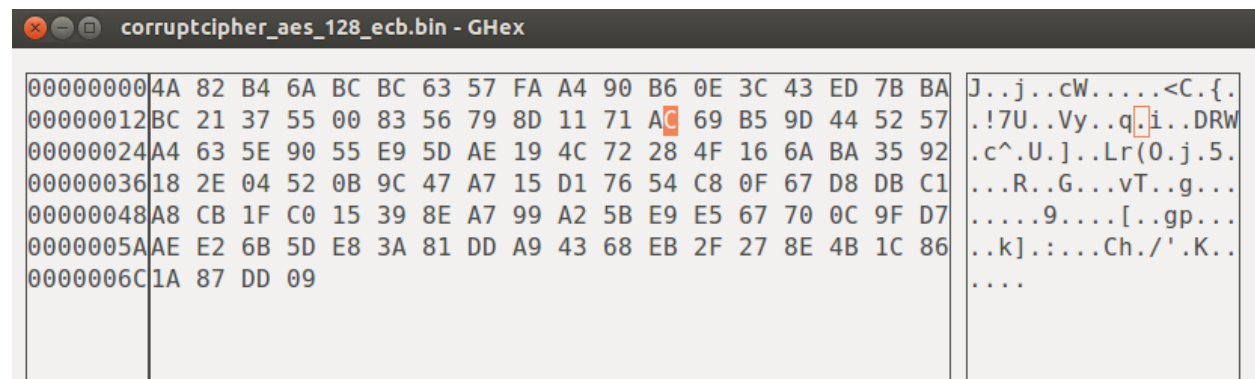 corruptcipher_aes_128_ecb.bin - GHex
00000000 4A 82 B4 6A BC BC 63 57 FA A4 90 B6 0E 3C 43 ED 7B BA J..j..cW.....<C.{.
00000012 BC 21 37 55 00 83 56 79 8D 11 71 AC 69 B5 9D 44 52 57 .!7U..Vy..q.i..DRW
00000024 A4 63 5E 90 55 E9 5D AE 19 4C 72 28 4F 16 6A BA 35 92 .c^.U.]..Lr(O.j.5.
00000036 18 2E 04 52 0B 9C 47 A7 15 D1 76 54 C8 0F 67 D8 DB C1 ...R..G...vT..g...
00000048 A8 CB 1F C0 15 39 8E A7 99 A2 5B E9 E5 67 70 0C 9F D7 .....9....[..gp...
0000005A AE E2 6B 5D E8 3A 81 DD A9 43 68 EB 2F 27 8E 4B 1C 86 ..k].:...Ch./'.K..
0000006C 1A 87 DD 09 ....